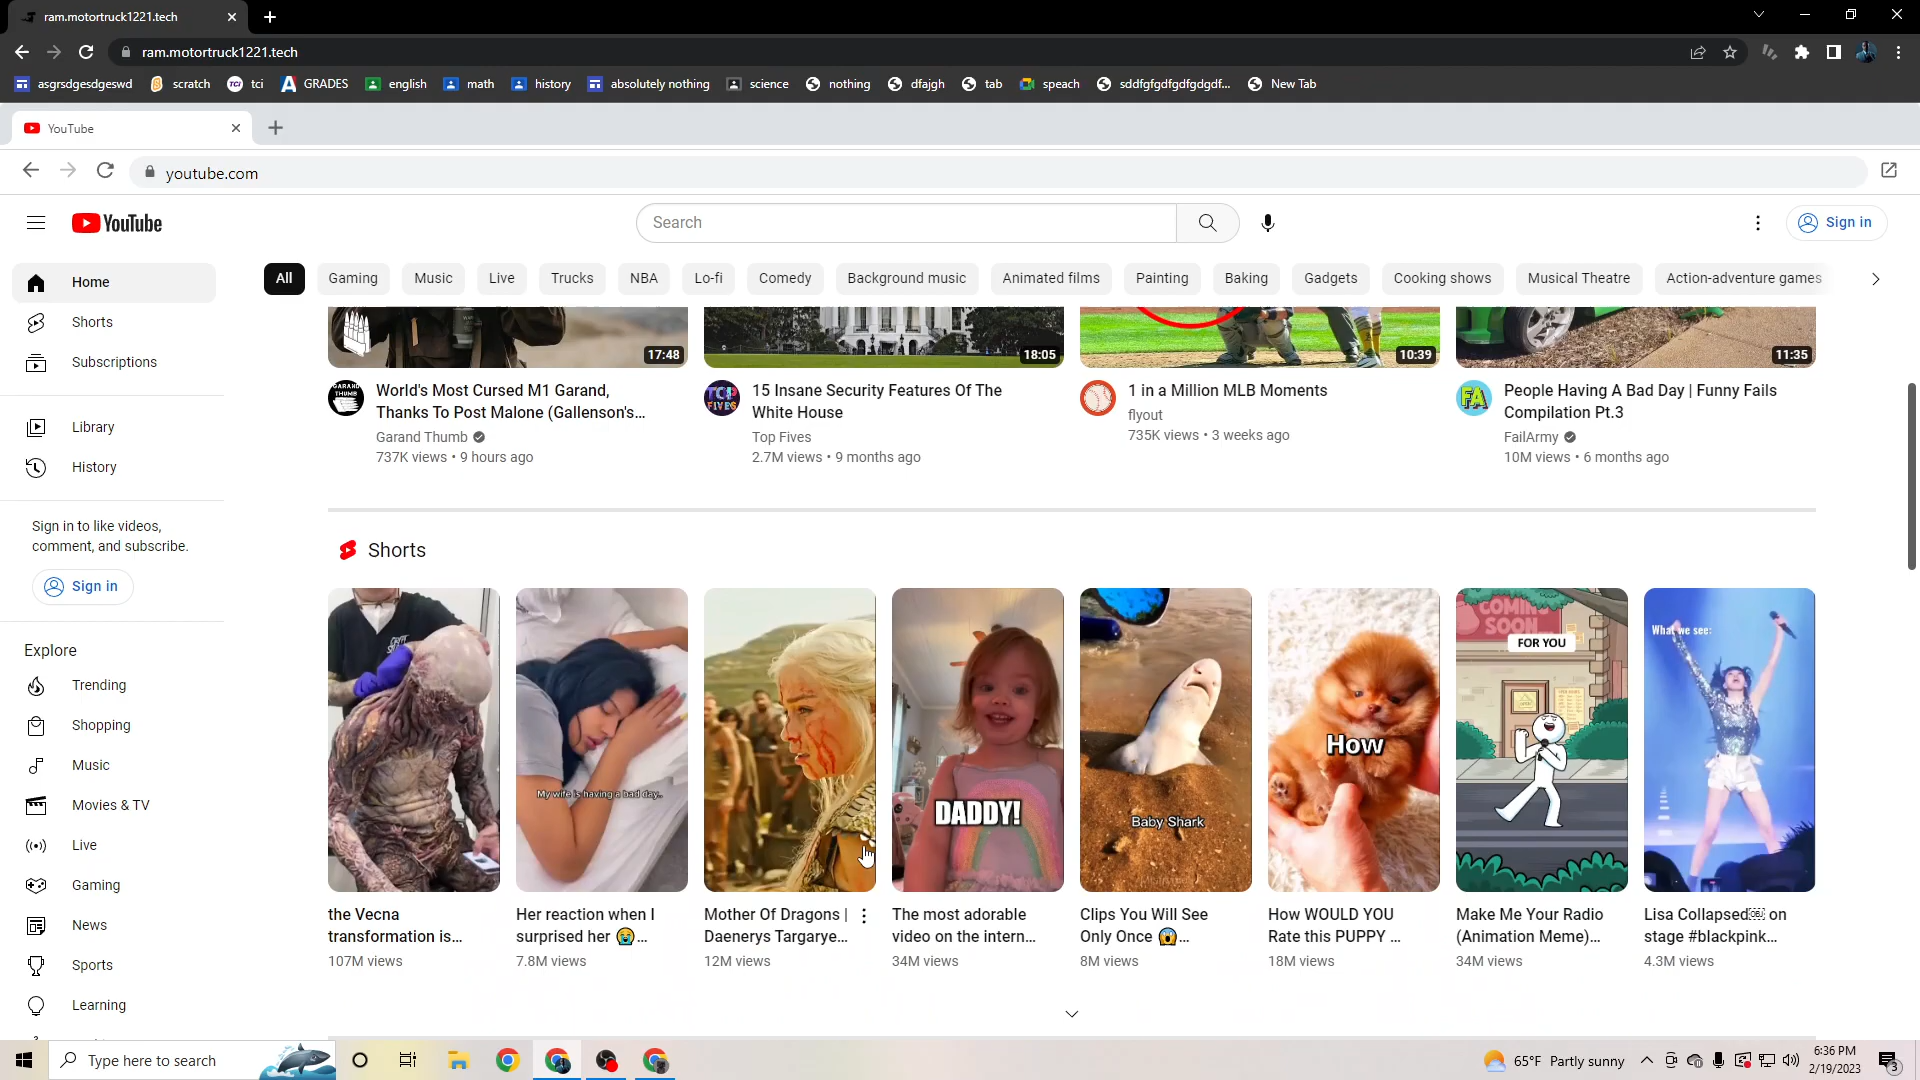 ram.motortruck1221.tech
ram.motortruck1221.tech
asgrsdgesdgeswd scratch tci GRADES english math history absolutely nothing science nothing dfajgh tab speach sddfgfgdfgdfgdgdf... New Tab
YouTube
youtube.com
YouTube
Search
Sign in
All Gaming Music Live Trucks NBA Lo-fi Comedy Background music Animated films Painting Baking Gadgets Cooking shows Musical Theatre Action-adventure games
Home
Shorts
Subscriptions
Library
History
Sign in to like videos,
comment, and subscribe.
Sign in
Explore
Trending
Shopping
Music
Movies & TV
Live
Gaming
News
Sports
Learning
17:48
GARAND
THUMB
World's Most Cursed M1 Garand,
Thanks To Post Malone (Gallenson's...
Garand Thumb
737K views • 9 hours ago
18:05
TOP
FIVES
15 Insane Security Features Of The
White House
Top Fives
2.7M views • 9 months ago
10:39
1 in a Million MLB Moments
flyout
735K views • 3 weeks ago
11:35
FA
People Having A Bad Day | Funny Fails
Compilation Pt.3
FailArmy
10M views • 6 months ago
Shorts
the Vecna
transformation is...
107M views
My wife is having a bad day..
Her reaction when I
surprised her 😭...
7.8M views
Mother Of Dragons |
Daenerys Targarye...
12M views
DADDY!
The most adorable
video on the intern...
34M views
Baby Shark
Clips You Will See
Only Once 😱...
8M views
How
How WOULD YOU
Rate this PUPPY ...
18M views
COMING
SOON
FOR YOU
Make Me Your Radio
(Animation Meme)...
34M views
What we see:
Lisa Collapsed￼ on
stage #blackpink...
4.3M views
Type here to search
65°F Partly sunny
6:36 PM
2/19/2023
3